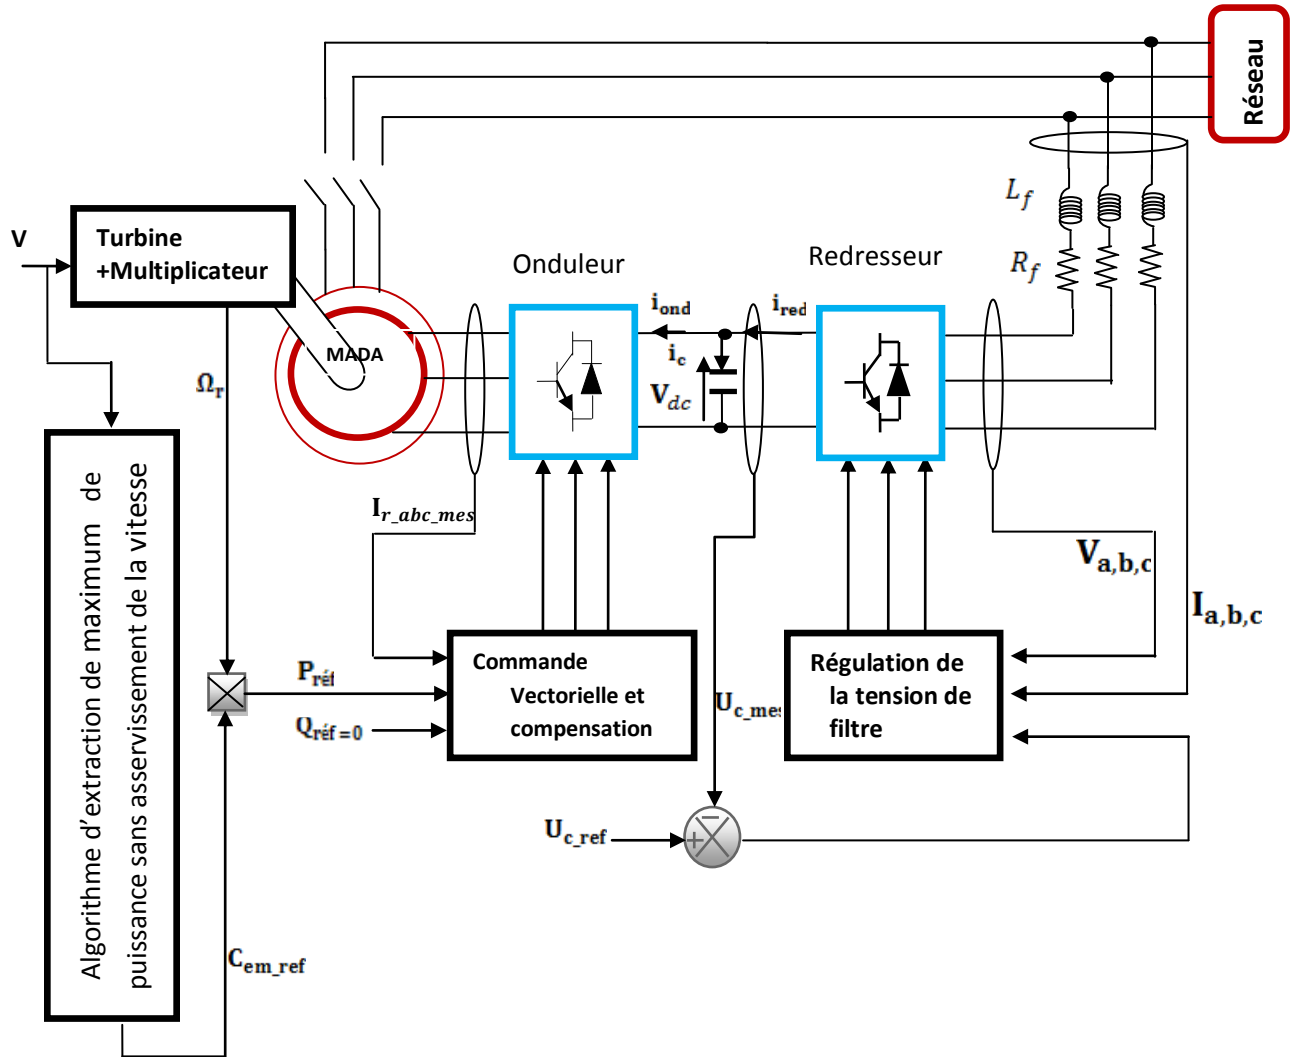 Réseau
L_f
V
Turbine
+Multiplicateur
Onduleur
Redresseur
R_f
i_ond
i_red
MADA
i_c
Ω_r
V_dc
Algorithme d’extraction de maximum de
puissance sans asservissement de la vitesse
I_r_abc_mes
V_a,b,c
I_a,b,c
Commande
Vectorielle et
compensation
Régulation de
la tension de
filtre
P_réf
Q_réf = 0
U_c_mes
U_c_ref
+
−
C_em_ref